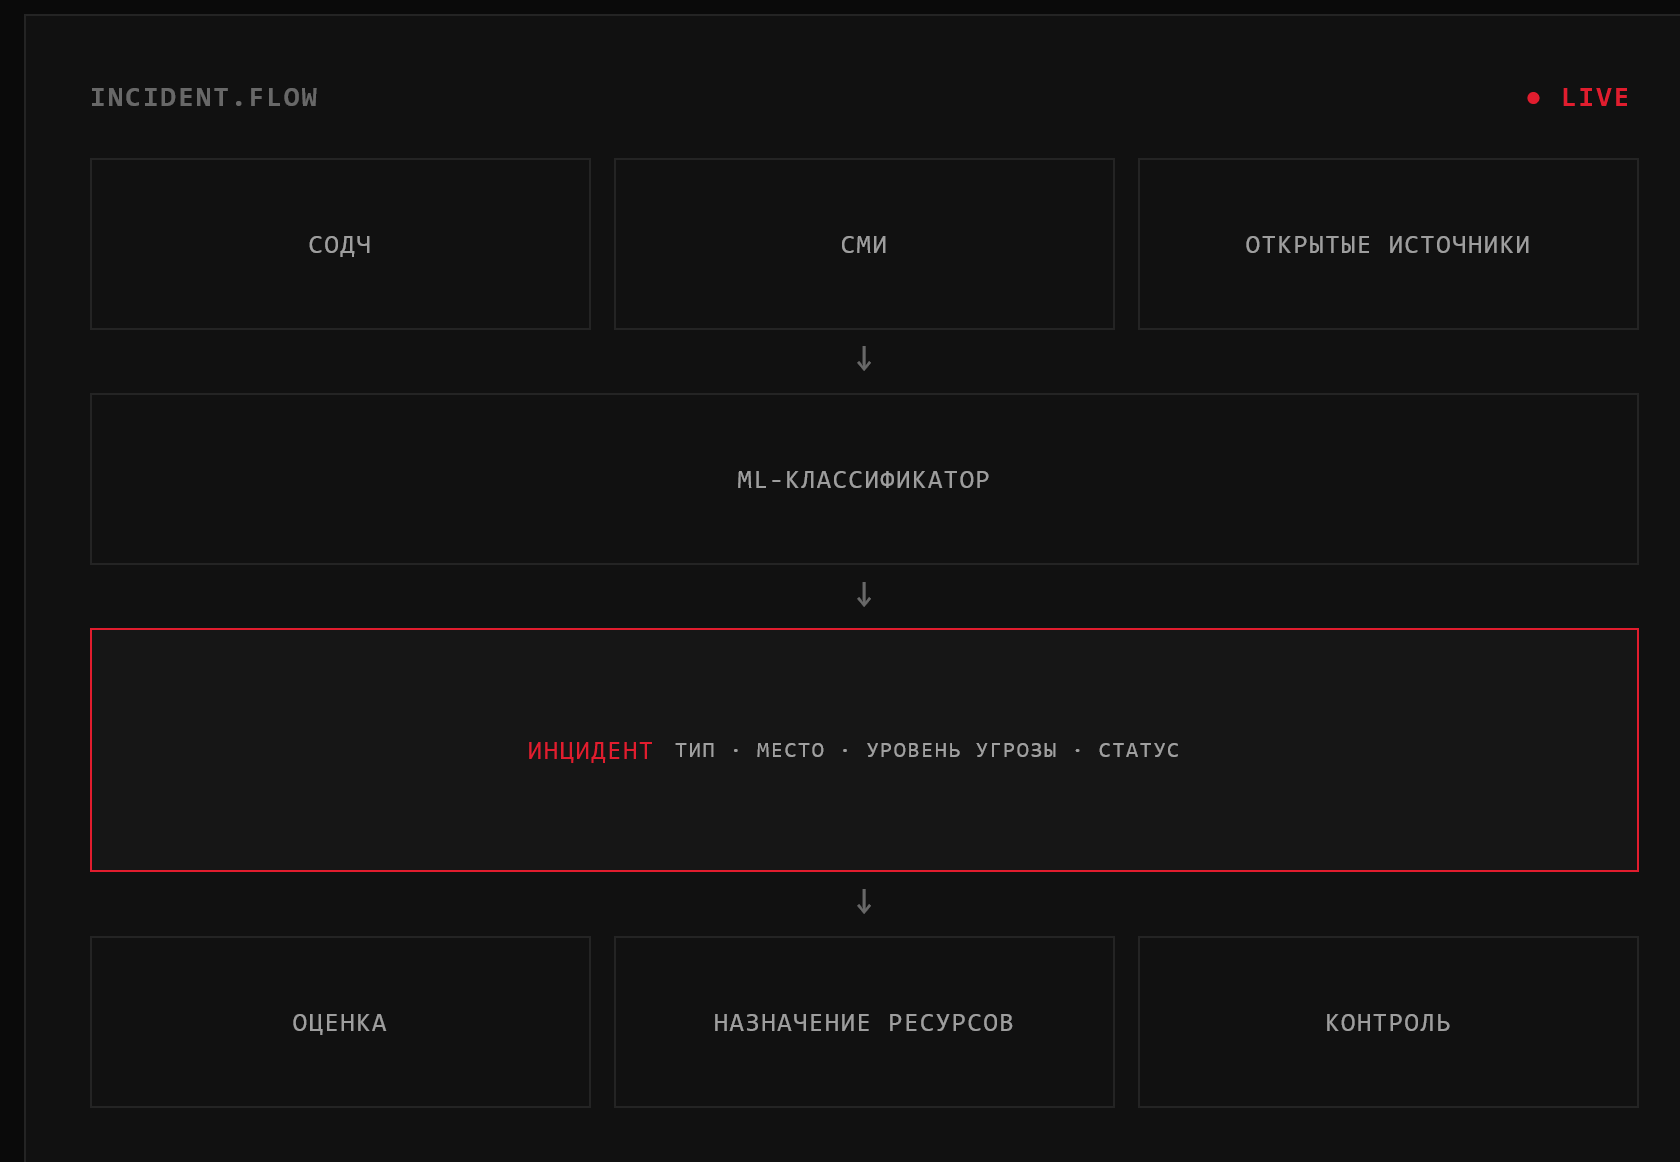 INCIDENT.FLOW
● LIVE
СОДЧ
СМИ
ОТКРЫТЫЕ ИСТОЧНИКИ
↓
ML-КЛАССИФИКАТОР
↓
ИНЦИДЕНТ ТИП · МЕСТО · УРОВЕНЬ УГРОЗЫ · СТАТУС
↓
ОЦЕНКА
НАЗНАЧЕНИЕ РЕСУРСОВ
КОНТРОЛЬ